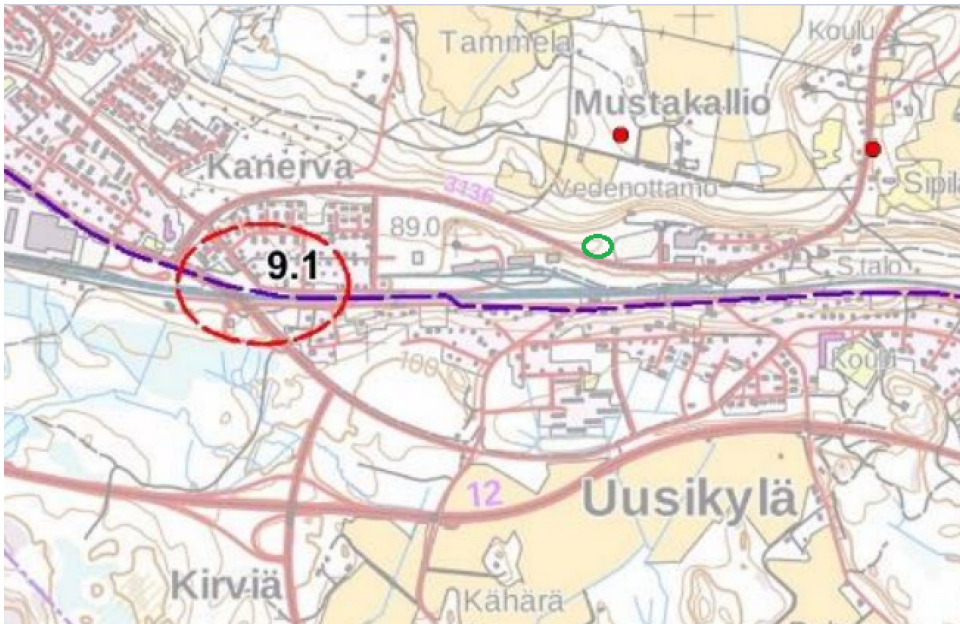 Koulu
Tammela
Mustakallio
Kanerva
3136
Vedenottamo
Sipilä
89.0
9.1
S.talo
100
Koulu
12
Uusikylä
Kirviä
Kähärä